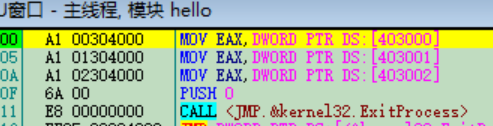 U窗口 - 主线程, 模块 hello
00 A1 00304000 MOV EAX,DWORD PTR DS:[403000]
05 A1 01304000 MOV EAX,DWORD PTR DS:[403001]
0A A1 02304000 MOV EAX,DWORD PTR DS:[403002]
0F 6A 00 PUSH 0
11 E8 00000000 CALL <JMP.&kernel32.ExitProcess>